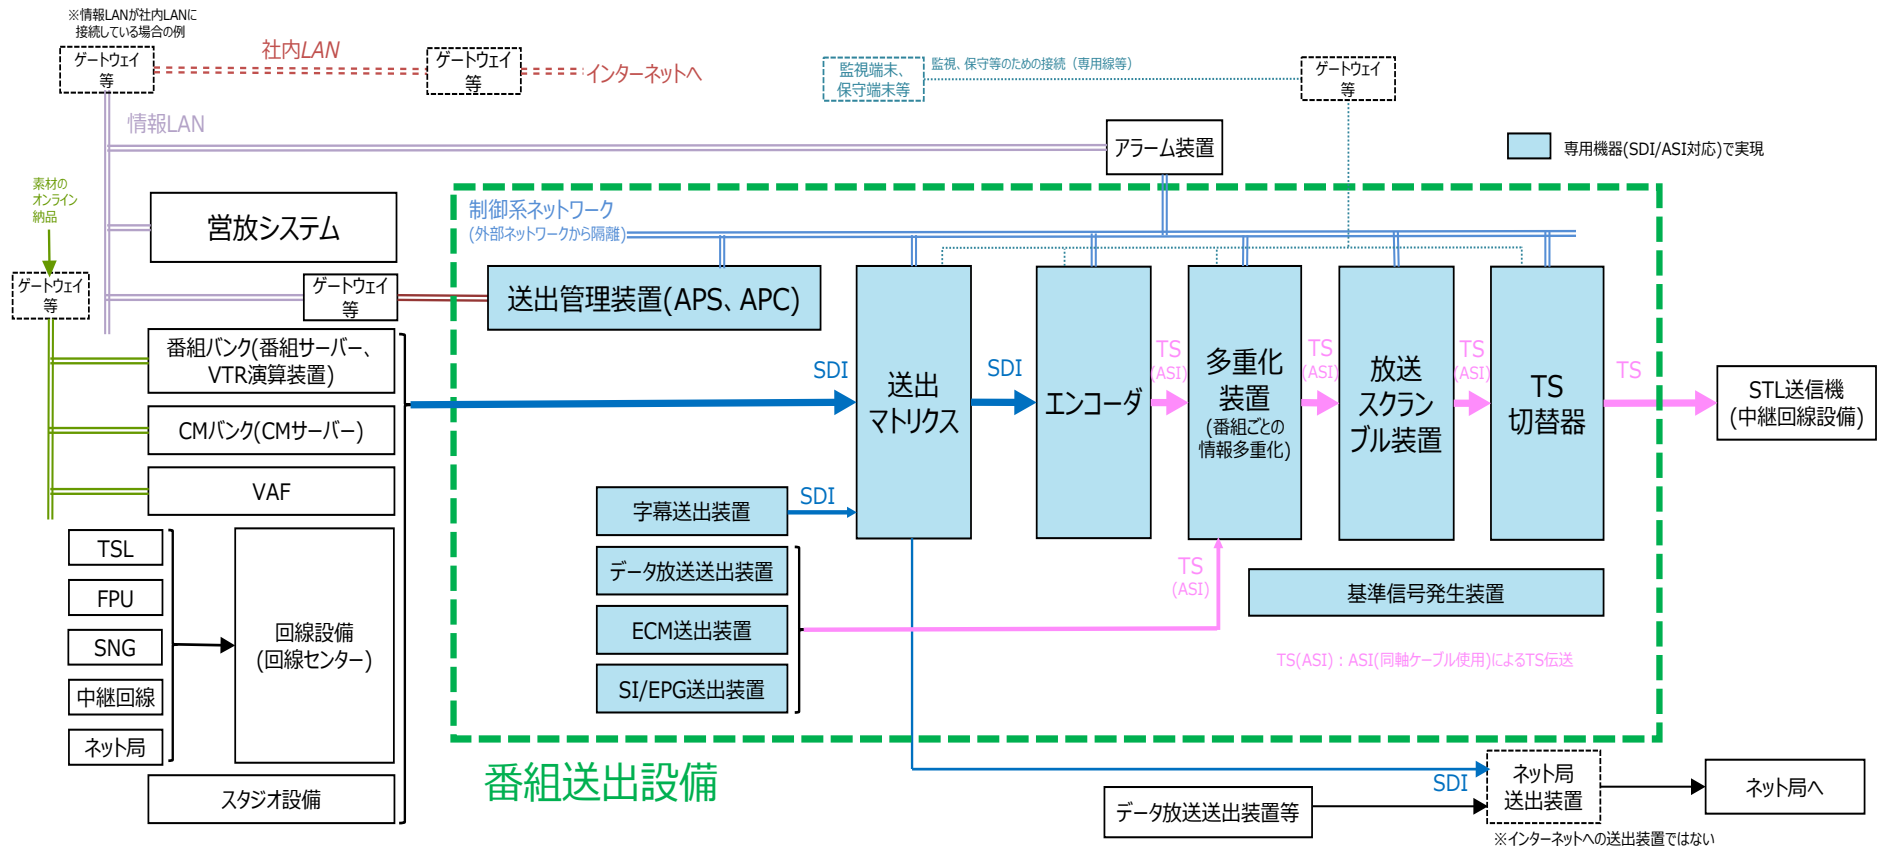 ※情報LANが社内LANに
接続している場合の例
ゲートウェイ
等
社内LAN
ゲートウェイ
等
インターネットへ
監視端末、
保守端末等
監視、保守等のための接続（専用線等）
ゲートウェイ
等
情報LAN
アラーム装置
専用機器(SDI/ASI対応)で実現
素材の
オンライン
納品
営放システム
制御系ネットワーク
(外部ネットワークから隔離)
ゲートウェイ
等
ゲートウェイ
等
送出管理装置(APS、APC)
番組バンク(番組サーバー、
VTR演算装置)
CMバンク(CMサーバー)
VAF
SDI
送出
マトリクス
SDI
エンコーダ
TS
(ASI)
多重化
装置
(番組ごとの
情報多重化)
TS
(ASI)
放送
スクラン
ブル装置
TS
(ASI)
TS
切替器
TS
STL送信機
(中継回線設備)
字幕送出装置
SDI
データ放送送出装置
ECM送出装置
SI/EPG送出装置
TS
(ASI)
基準信号発生装置
TS(ASI)：ASI(同軸ケーブル使用)によるTS伝送
TSL
FPU
SNG
中継回線
ネット局
回線設備
(回線センター)
スタジオ設備
番組送出設備
SDI
データ放送送出装置等
ネット局
送出装置
ネット局へ
※インターネットへの送出装置ではない